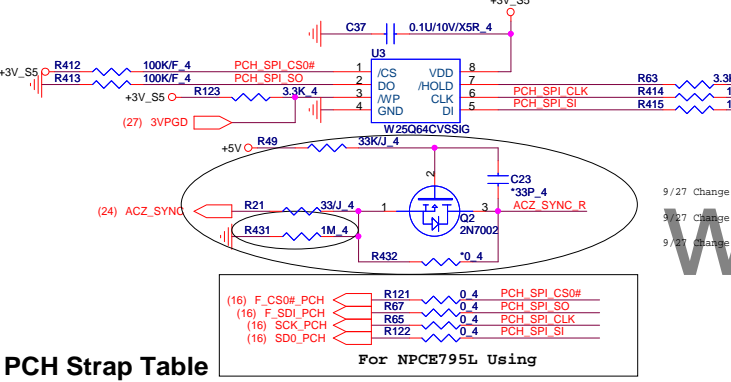 +3V_S5
C37 0.1U/10V/X5R_4
U3
+3V_S5 R412 100K/F_4 PCH_SPI_CS0# 1 /CS VDD 8
R413 100K/F_4 PCH_SPI_SO 2 DO /HOLD 7 R63 3.3K
+3V_S5 R123 3.3K_4 3 /WP CLK 6 PCH_SPI_CLK R414 1
4 GND DI 5 PCH_SPI_SI R415 1
(27) 3VPGD
W25Q64CVSSIG
+5V R49 33K/J_4
2
C23
*33P_4
(24) ACZ_SYNC R21 33/J_4 1 3 ACZ_SYNC_R
Q2
2N7002
R431 1M_4
R432 *0_4
9/27 Change
9/27 Change
9/27 Change
W
(16) F_CS0#_PCH R121 0_4 PCH_SPI_CS0#
(16) F_SDI_PCH R67 0_4 PCH_SPI_SO
(16) SCK_PCH R65 0_4 PCH_SPI_CLK
(16) SD0_PCH R122 0_4 PCH_SPI_SI
For NPCE795L Using
PCH Strap Table